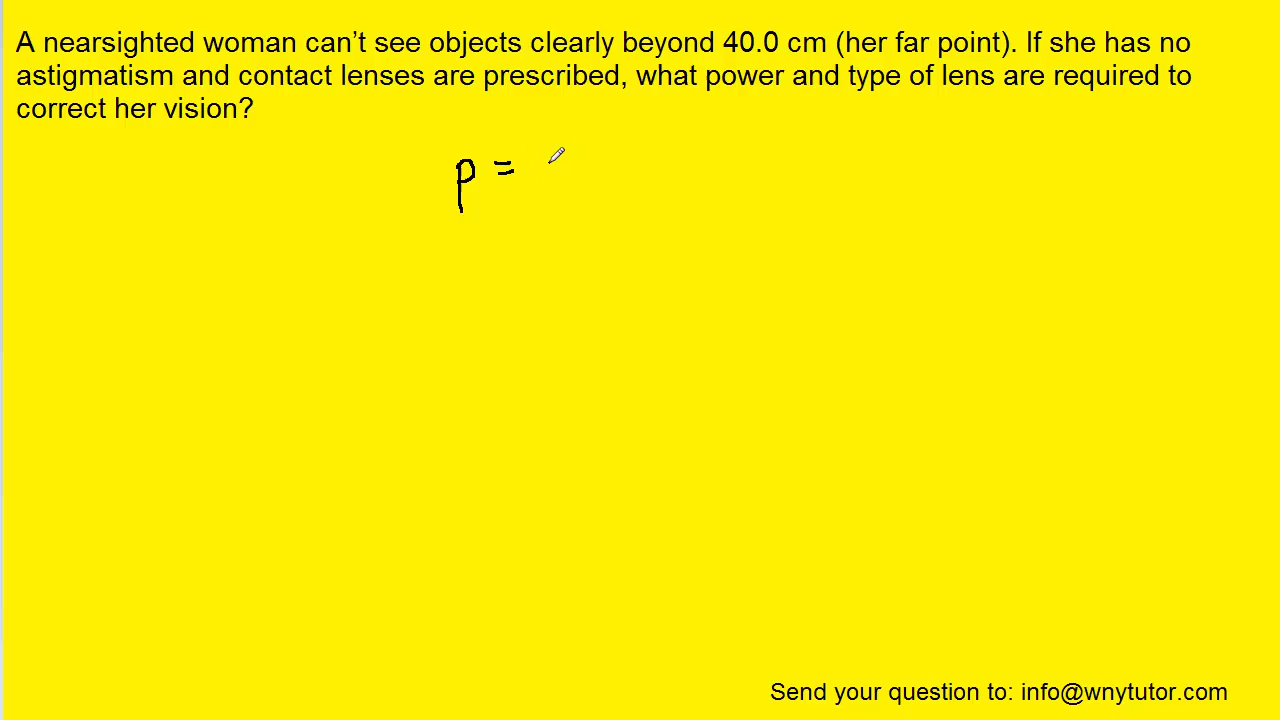 A nearsighted woman can’t see objects clearly beyond 40.0 cm (her far point). If she has no
astigmatism and contact lenses are prescribed, what power and type of lens are required to
correct her vision?
p =
Send your question to: info@wnytutor.com